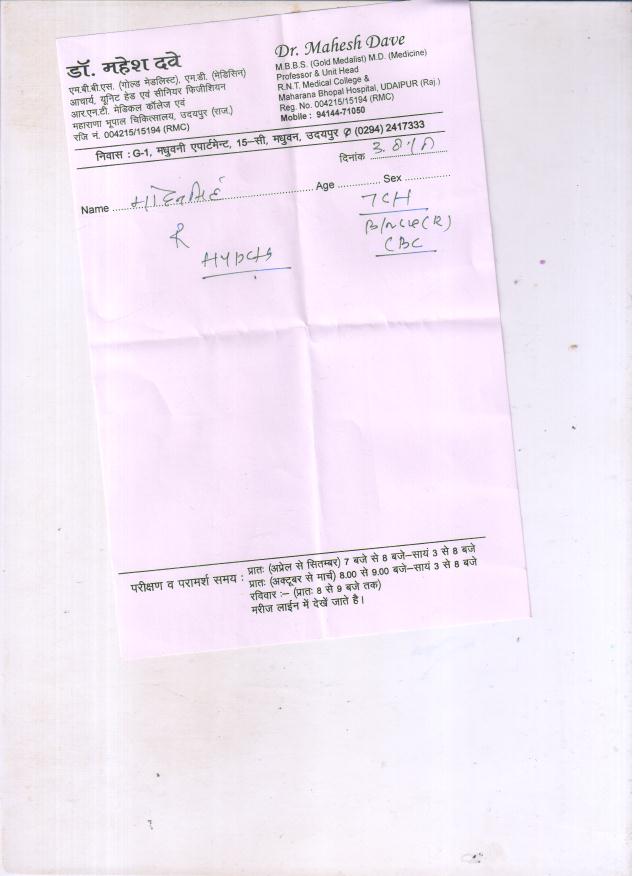 डॉ. महेश दवे
एम.बी.बी.एस. (गोल्ड मेडलिस्ट), एम.डी. (मेडिसिन)
आचार्य, यूनिट हेड एवं सीनियर फिजीशियन
आर.एन.टी. मेडिकल कॉलेज एवं
महाराणा भूपाल चिकित्सालय, उदयपुर (राज.)
रजि नं. 004215/15194 (RMC)
Dr. Mahesh Dave
M.B.B.S. (Gold Medalist) M.D. (Medicine)
Professor & Unit Head
R.N.T. Medical College &
Maharana Bhopal Hospital, UDAIPUR (Raj.)
Reg. No. 004215/15194 (RMC)
Mobile : 94144-71050
निवास : G-1, मधुवनी एपार्टमेन्ट, 15–सी, मधुवन, उदयपुर ✆ (0294) 2417333
दिनांक
Name Age Sex
CBC
परीक्षण व परामर्श समय : प्रातः (अप्रेल से सितम्बर) 7 बजे से 8 बजे–सायं 3 से 8 बजे
प्रातः (अक्टूबर से मार्च) 8.00 से 9.00 बजे–सायं 3 से 8 बजे
रविवार :– (प्रातः 8 से 9 बजे तक)
मरीज लाईन में देखें जाते है।